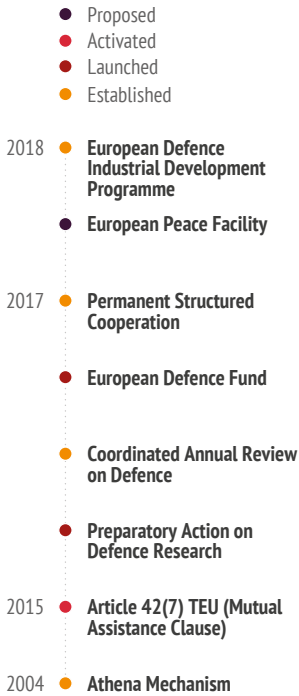 Proposed
Activated
Launched
Established
2018 European Defence
Industrial Development
Programme
European Peace Facility
2017 Permanent Structured
Cooperation
European Defence Fund
Coordinated Annual Review
on Defence
Preparatory Action on
Defence Research
2015 Article 42(7) TEU (Mutual
Assistance Clause)
2004 Athena Mechanism